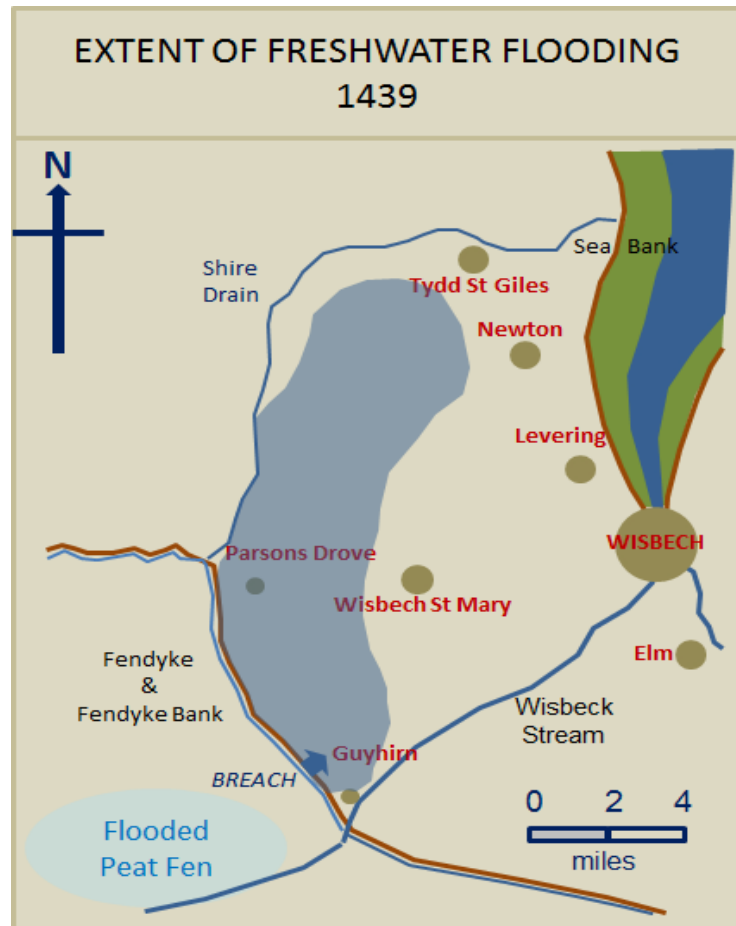 EXTENT OF FRESHWATER FLOODING
1439
N
Shire
Drain
Sea Bank
Tydd St Giles
Newton
Levering
WISBECH
Parsons Drove
Wisbech St Mary
Elm
Fendyke
&
Fendyke Bank
Wisbeck
Stream
Guyhirn
BREACH
0 2 4
miles
Flooded
Peat Fen